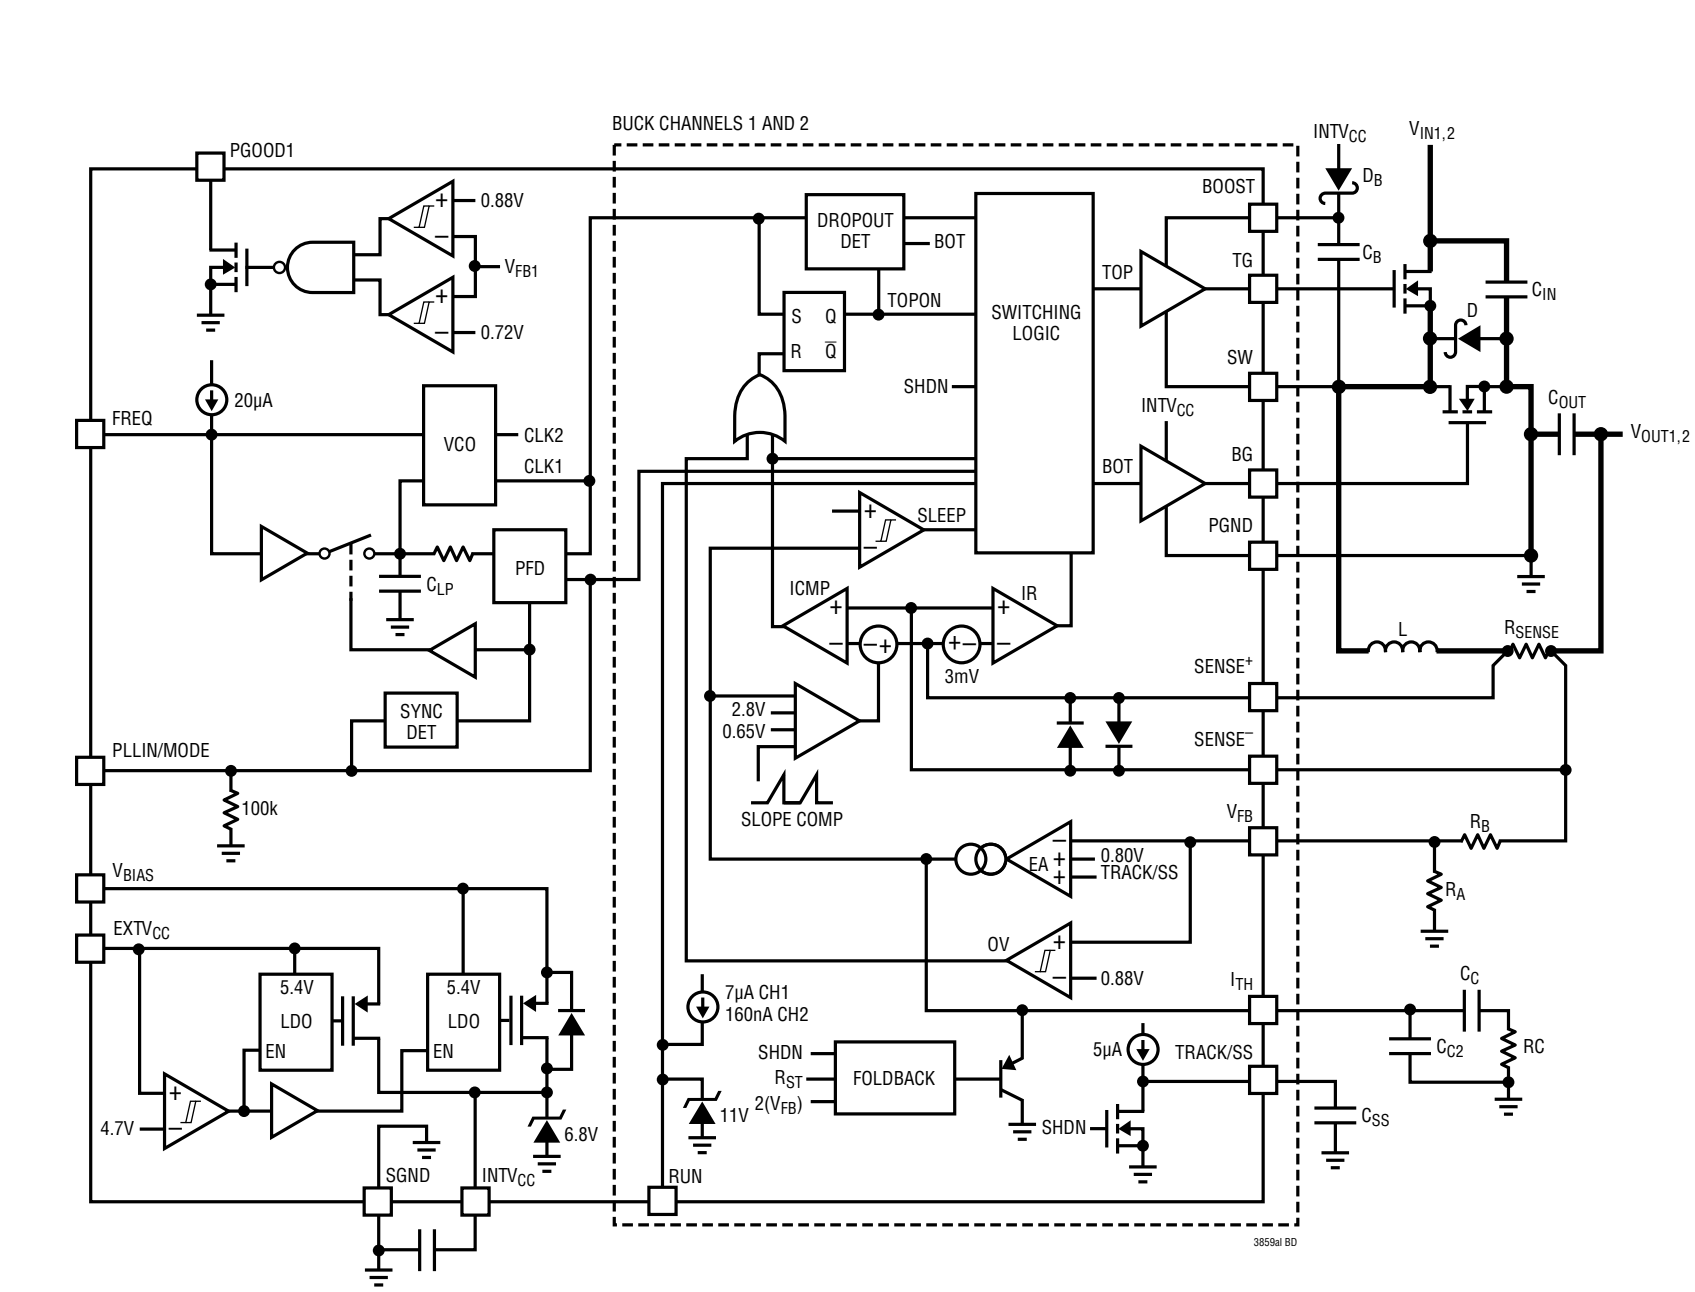 BUCK CHANNELS 1 AND 2
PGOOD1
INTVCC
VIN1,2
BOOST
DB
+
0.88V
–
VFB1
+
–
0.72V
DROPOUT
DET
BOT
TOPON
S Q
R Q̅
SWITCHING
LOGIC
SHDN
TOP
TG
SW
INTVCC
BOT
BG
PGND
CB
CIN
D
COUT
VOUT1,2
20µA
FREQ
VCO
CLK2
CLK1
CLP
PFD
+
–
SLEEP
ICMP
+
–
– +
+ –
3mV
IR
+
–
L
RSENSE
SENSE+
SENSE–
SYNC
DET
2.8V
0.65V
SLOPE COMP
PLLIN/MODE
100k
VFB
RB
RA
–
EA +
+
0.80V
TRACK/SS
VBIAS
EXTVCC
5.4V
LDO
EN
5.4V
LDO
EN
+
4.7V –
6.8V
OV
+
–
0.88V
ITH
CC
CC2
RC
7µA CH1
160nA CH2
5µA
TRACK/SS
SHDN
RST
2(VFB)
FOLDBACK
11V
SHDN
CSS
SGND
INTVCC
RUN
3859al BD